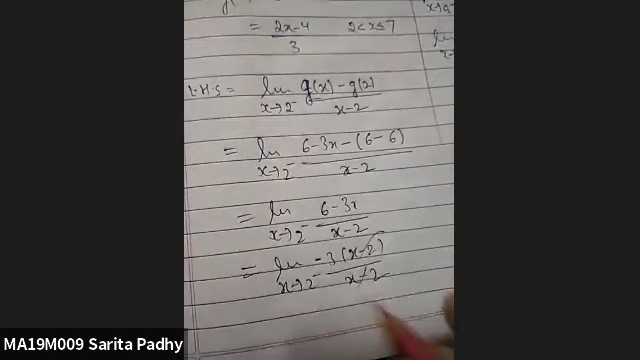 = 2x-4/3 2<x≤7
L.H.S = lim x→2⁻ g(x) - g(2)/x-2
= lim x→2⁻ 6-3x-(6-6)/x-2
= lim x→2⁻ 6-3x/x-2
= lim x→2⁻ -3(x-2)/x-2
MA19M009 Sarita Padhy